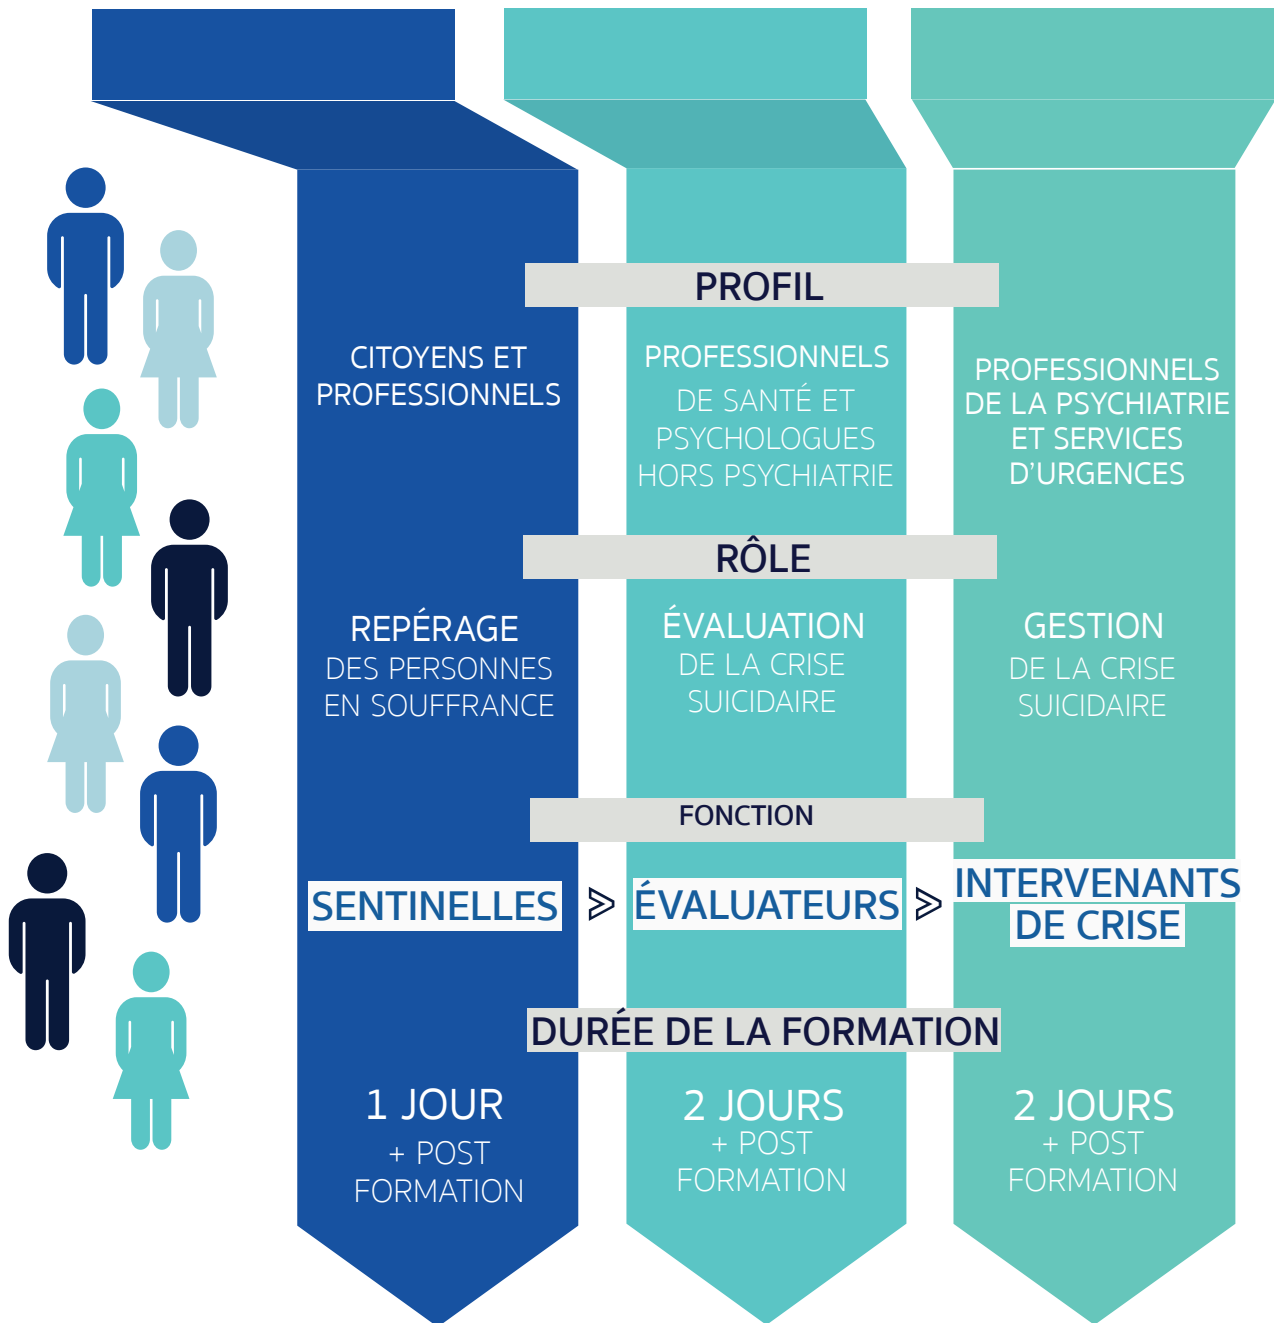 PROFIL
CITOYENS ET
PROFESSIONNELS
PROFESSIONNELS
DE SANTÉ ET
PSYCHOLOGUES
HORS PSYCHIATRIE
PROFESSIONNELS
DE LA PSYCHIATRIE
ET SERVICES
D'URGENCES
RÔLE
REPÉRAGE
DES PERSONNES
EN SOUFFRANCE
ÉVALUATION
DE LA CRISE
SUICIDAIRE
GESTION
DE LA CRISE
SUICIDAIRE
FONCTION
SENTINELLES
ÉVALUATEURS
INTERVENANTS
DE CRISE
DURÉE DE LA FORMATION
1 JOUR
+ POST
FORMATION
2 JOURS
+ POST
FORMATION
2 JOURS
+ POST
FORMATION